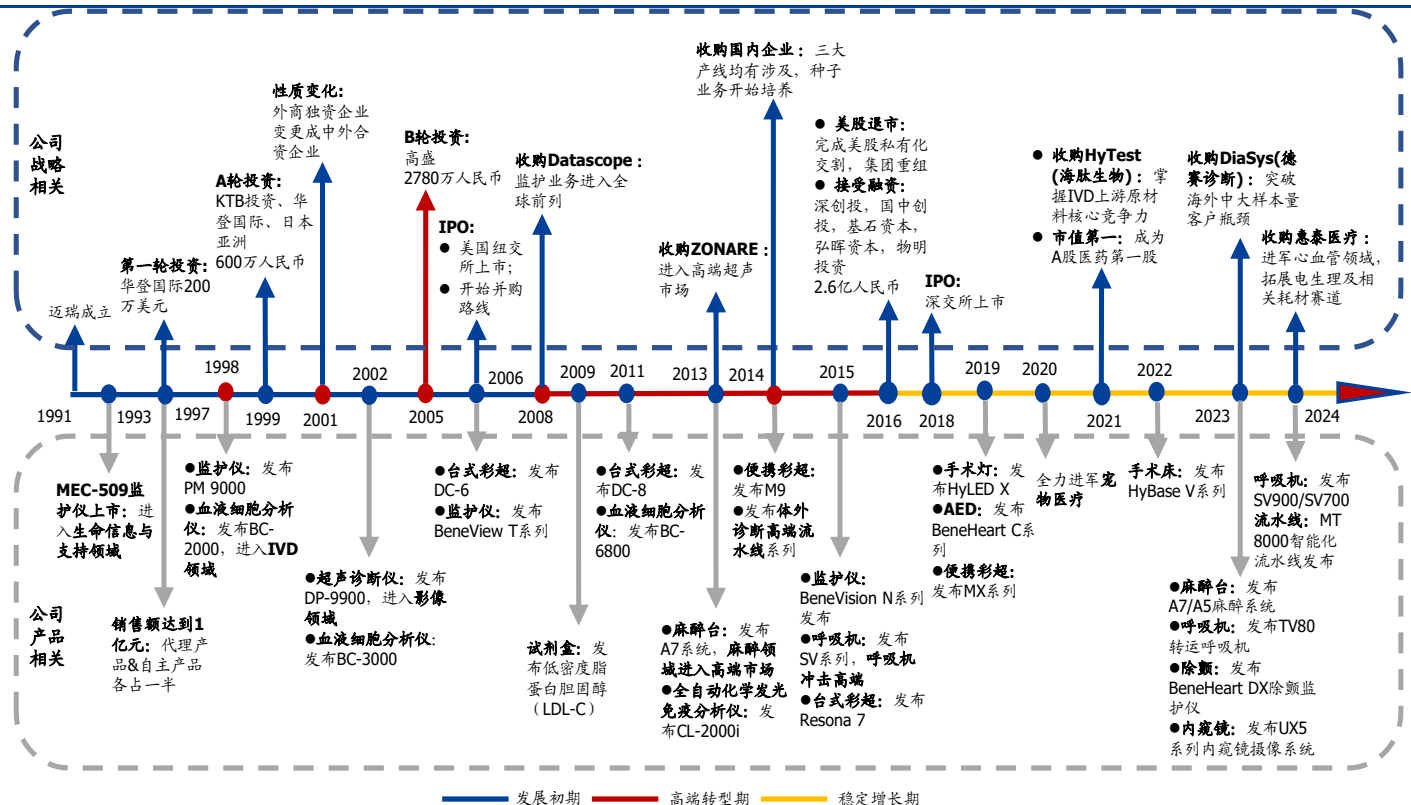 公司
战略
相关
迈瑞成立
第一轮投资:
华登国际200
万美元
A轮投资:
KTB投资、华
登国际、日本
亚洲
600万人民币
性质变化:
外商独资企业
变更成中外合
资企业
B轮投资:
高盛
2780万人民币
IPO:
● 美国纽交
所上市;
● 开始并购
路线
收购Datascope：
监护业务进入全
球前列
收购ZONARE：
进入高端超声
市场
收购国内企业：三大
产线均有涉及，种子
业务开始培养
● 美股退市:
完成美股私有化
交割，集团重组
● 接受融资:
深创投，国中创
投，基石资本，
弘晖资本，物明
投资
2.6亿人民币
IPO:
深交所上市
● 收购HyTest
(海肽生物)：掌
握IVD上游原材
料核心竞争力
● 市值第一：成为
A股医药第一股
收购DiaSys(德
赛诊断)：突破
海外中大样本量
客户瓶颈
收购惠泰医疗：
进军心血管领域，
拓展电生理及相
关耗材赛道
1991
1993
1997
1998
1999
2001
2002
2005
2006
2008
2009
2011
2013
2014
2015
2016
2018
2019
2020
2021
2022
2023
2024
公司
产品
相关
MEC-509监
护仪上市：进
入生命信息与
支持领域
销售额达到1
亿元：代理产
品&自主产品
各占一半
●监护仪：发布
PM 9000
●血液细胞分析
仪：发布BC-
2000，进入IVD
领域
●超声诊断仪：发布
DP-9900，进入影像
领域
●血液细胞分析仪:
发布BC-3000
●台式彩超：发布
DC-6
●监护仪：发布
BeneView T系列
试剂盒：发
布低密度脂
蛋白胆固醇
（LDL-C）
●台式彩超：发
布DC-8
●血液细胞分析
仪：发布BC-
6800
●麻醉台：发布
A7系统，麻醉领
域进入高端市场
●全自动化学发光
免疫分析仪：发
布CL-2000i
●便携彩超:
发布M9
●发布体外
诊断高端流
水线系列
●监护仪:
BeneVision N系列
发布
●呼吸机：发布
SV系列，呼吸机
冲击高端
●台式彩超：发布
Resona 7
●手术灯：发
布HyLED X
●AED：发布
BeneHeart C系
列
●便携彩超:
发布MX系列
全力进军宠
物医疗
手术床：发布
HyBase V系列
●麻醉台：发布
A7/A5麻醉系统
●呼吸机：发布TV80
转运呼吸机
●除颤：发布
BeneHeart DX除颤监
护仪
●内窥镜：发布UX5
系列内窥镜摄像系统
呼吸机：发布
SV900/SV700
流水线：MT
8000智能化
流水线发布
发展初期
高端转型期
稳定增长期